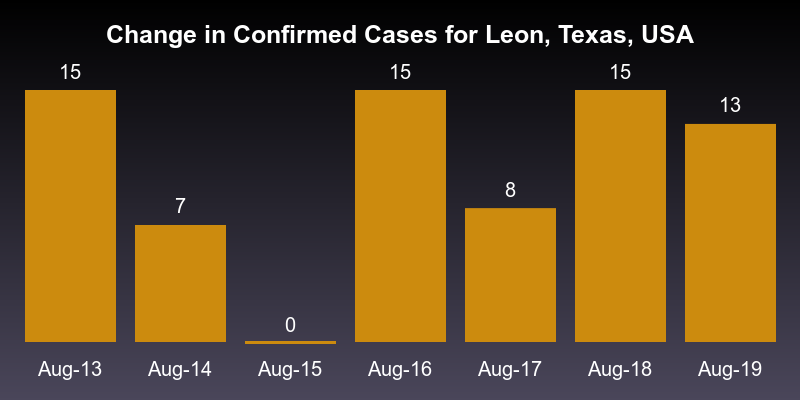 Change in Confirmed Cases for Leon, Texas, USA
15
7
0
15
8
15
13
Aug-13
Aug-14
Aug-15
Aug-16
Aug-17
Aug-18
Aug-19